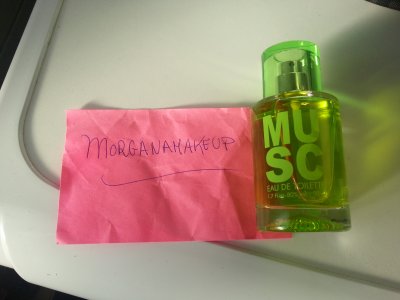 MORGANAMAKEUP
MU
SC
EAU DE TOILETTE